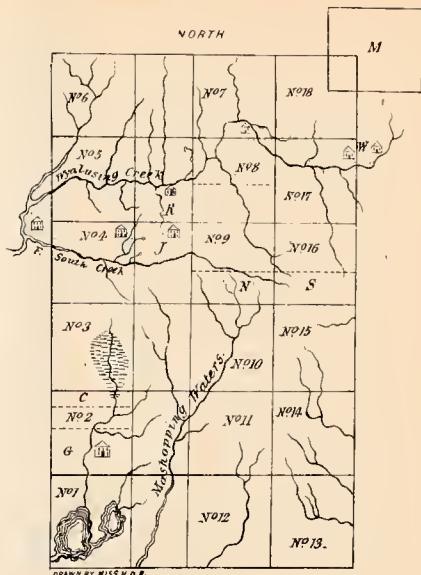 NORTH
M
No 6
No 7
No 18
W
No 5
Wyalusing Creek
No 8
No 17
K
No 4
J
No 9
No 16
F
South Creek
N
S
No 3
No 15
No 10
Mashopping Waters.
C
No 2
No 11
No 14
G
No 1
No 12
No 13.
DRAWN BY MISS M.D.B.